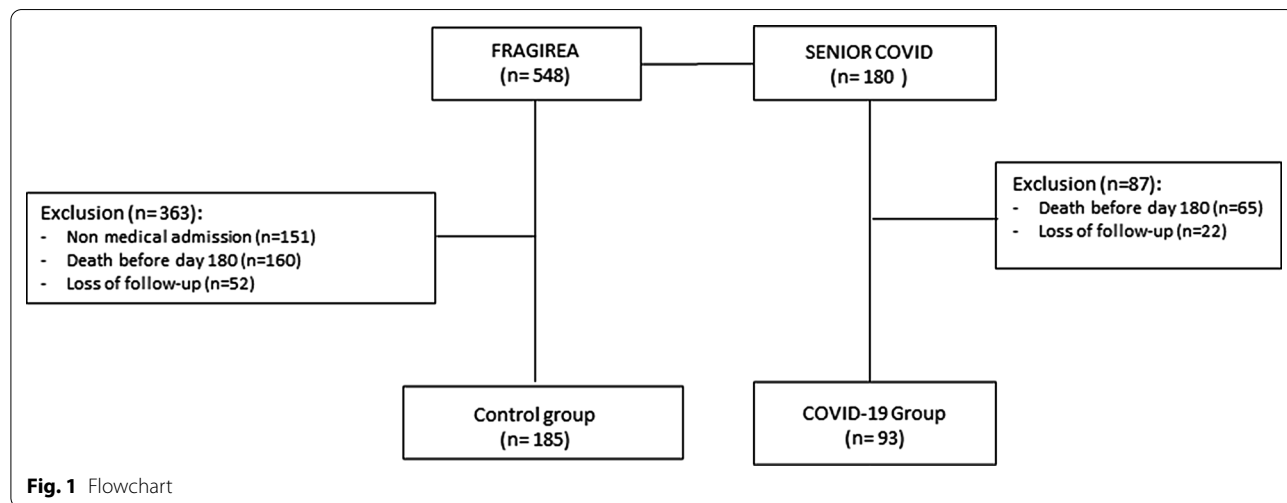 FRAGIREA
(n= 548)
SENIOR COVID
(n= 180 )
Exclusion (n= 363):
- Non medical admission (n=151)
- Death before day 180 (n=160)
- Loss of follow-up (n=52)
Exclusion (n=87):
- Death before day 180 (n=65)
- Loss of follow-up (n=22)
Control group
(n= 185)
COVID-19 Group
(n= 93)
Fig. 1 Flowchart